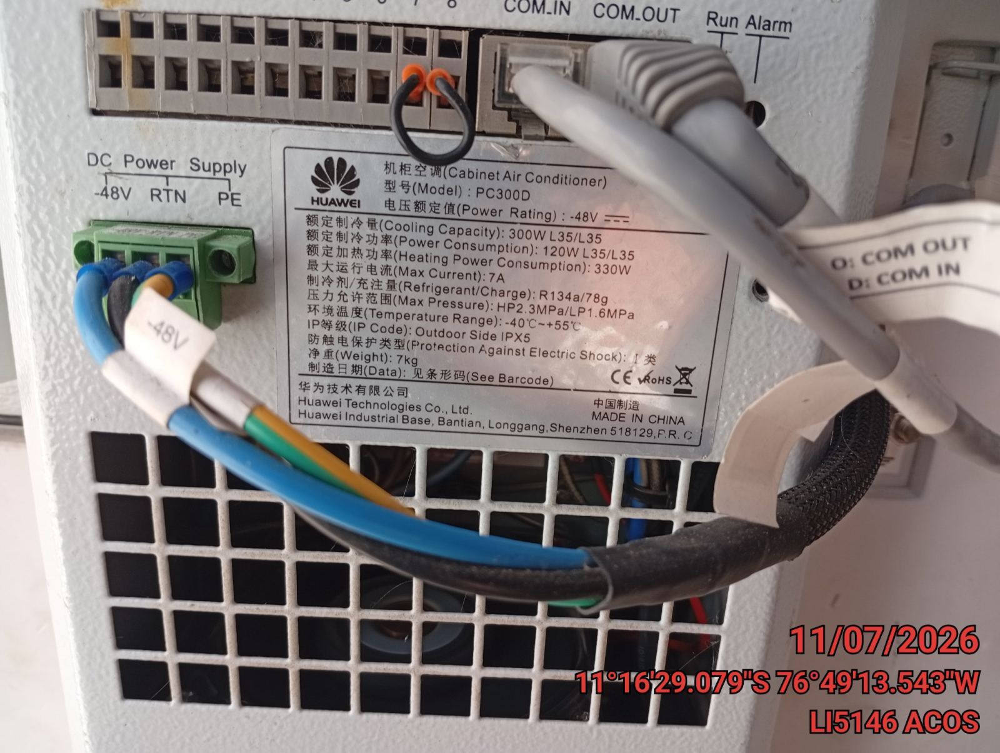 COM_IN COM_OUT
Run Alarm
DC Power Supply
-48V RTN PE
HUAWEI
机柜空调(Cabinet Air Conditioner)
型号(Model) : PC300D
电压额定值(Power Rating) : -48V
额定制冷量(Cooling Capacity): 300W L35/L35
额定制冷功率(Power Consumption): 120W L35/L35
额定加热功率(Heating Power Consumption): 330W
最大运行电流(Max Current): 7A
制冷剂/充注量(Refrigerant/Charge): R134a/78g
压力允许范围(Max Pressure): HP2.3MPa/LP1.6MPa
环境温度(Temperature Range): -40℃~+55℃
IP等级(IP Code): Outdoor Side IPX5
防触电保护类型(Protection Against Electric Shock): I 类
净重(Weight): 7kg
制造日期(Data): 见条形码(See Barcode)
CE RoHS
华为技术有限公司
Huawei Technologies Co., Ltd.
Huawei Industrial Base, Bantian, Longgang,Shenzhen 518129,P.R. C
中国制造
MADE IN CHINA
-48V
O: COM OUT
D: COM IN
11/07/2026
11°16'29.079"S 76°49'13.543"W
LI5146 ACOS